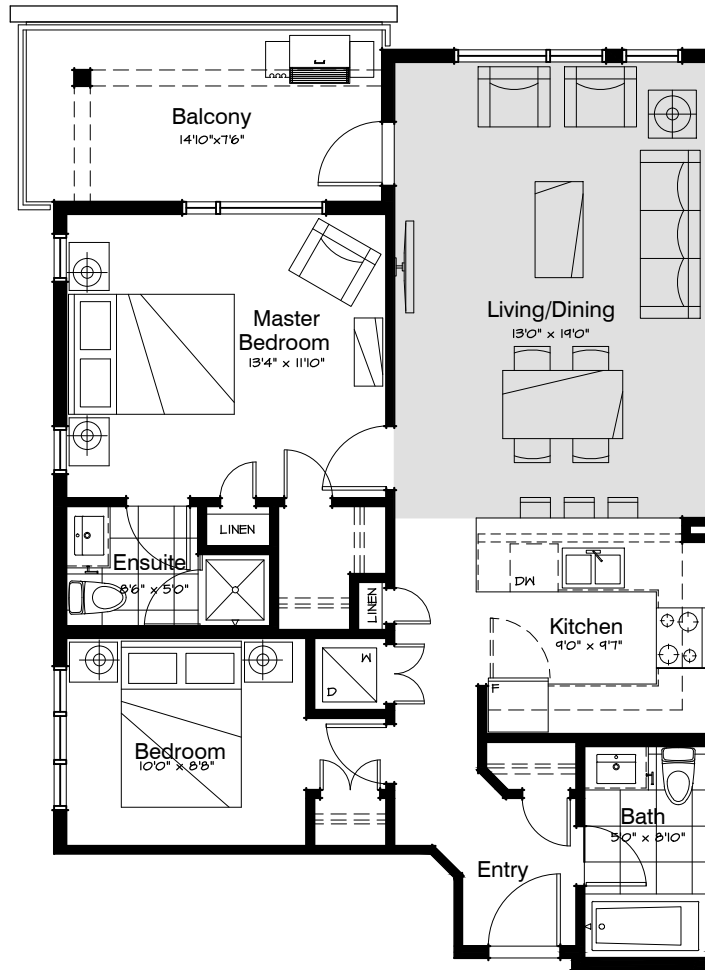 Balcony
14'10"x7'6"
Living/Dining
13'0" x 19'0"
Master
Bedroom
13'4" x 11'10"
LINEN
Ensuite
8'6" x 5'0"
LINEN
DW
Kitchen
9'0" x 9'7"
W
D
F
Bedroom
10'0" x 8'8"
Bath
5'0" x 8'10"
Entry